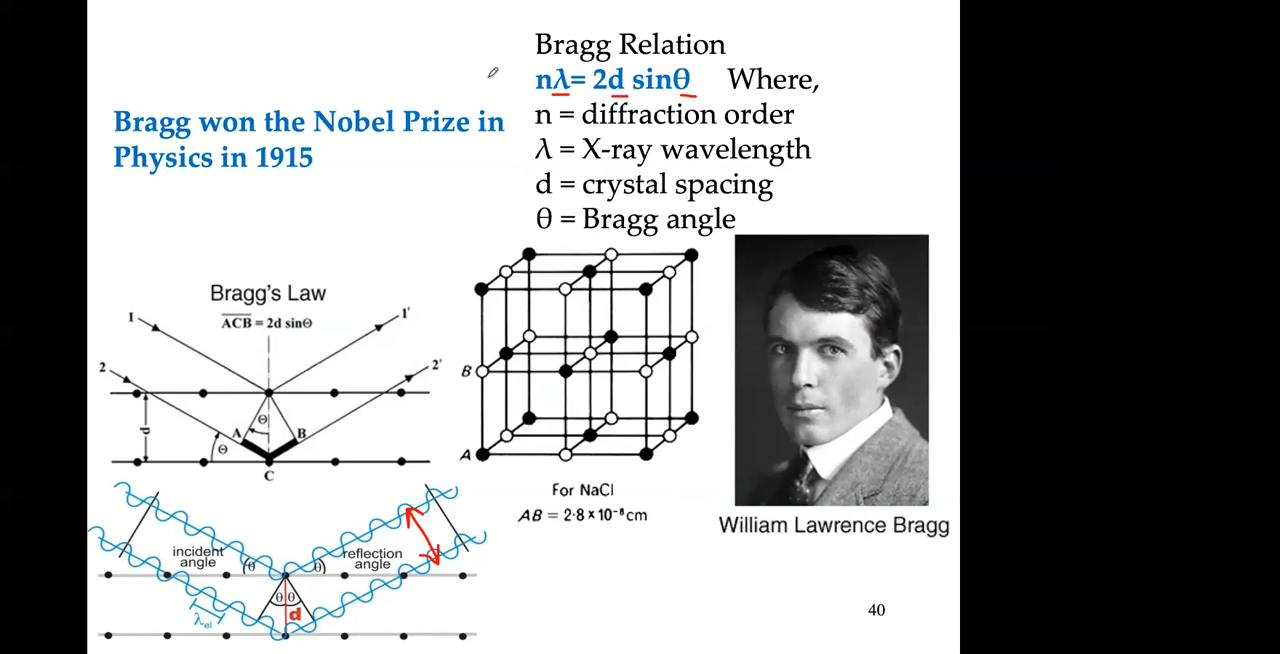 Bragg Relation
nλ= 2d sinθ Where,
n = diffraction order
λ = X-ray wavelength
d = crystal spacing
θ = Bragg angle
Bragg won the Nobel Prize in
Physics in 1915
Bragg's Law
ACB = 2d sinΘ
1
1'
2
2'
d
Θ
A
B
Θ
C
B
A
For NaCl
AB = 2·8 x 10⁻⁸ cm
William Lawrence Bragg
incident
angle
θ
θ
reflection
angle
θ θ
d
λel
40